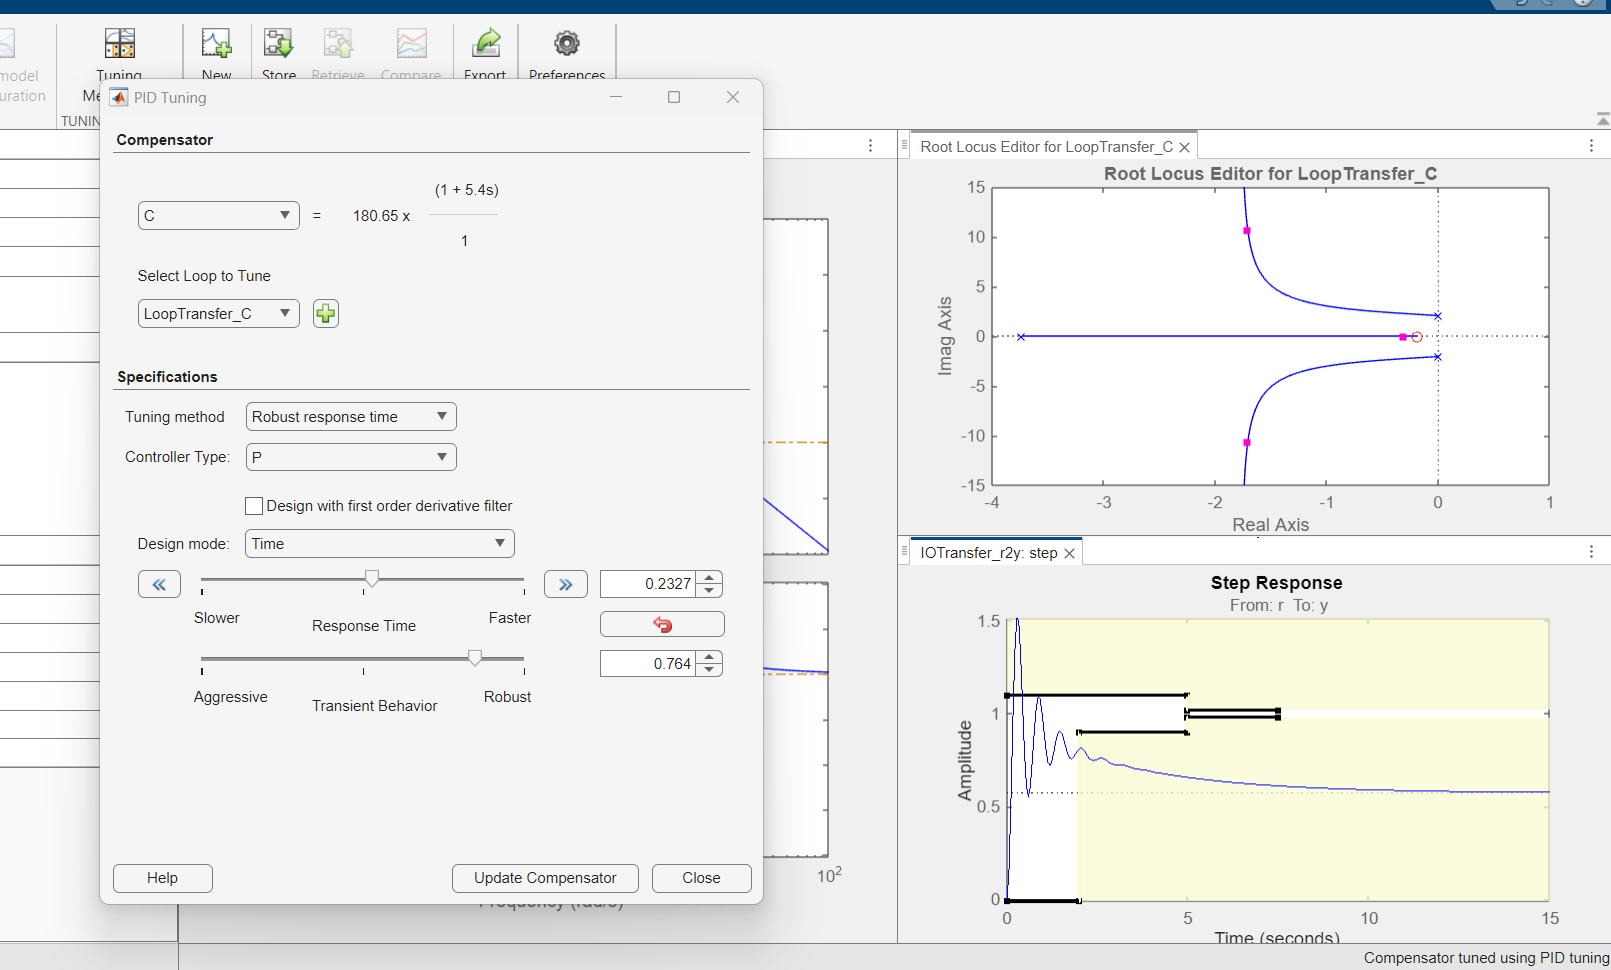 model
uration
Tuning
Me
TUNIN
New
Store
Retrieve
Compare
Export
Preferences
PID Tuning
Compensator
C
=
180.65 x
(1 + 5.4s)
1
Select Loop to Tune
LoopTransfer_C
Specifications
Tuning method
Robust response time
Controller Type:
P
Design with first order derivative filter
Design mode:
Time
0.2327
Slower
Response Time
Faster
0.764
Aggressive
Transient Behavior
Robust
Help
Update Compensator
Close
10²
Frequency (rad/s)
Root Locus Editor for LoopTransfer_C
Root Locus Editor for LoopTransfer_C
15
10
5
0
-5
-10
-15
Imag Axis
-4
-3
-2
-1
0
1
Real Axis
IOTransfer_r2y: step
Step Response
From: r To: y
1.5
1
0.5
0
Amplitude
0
5
10
15
Time (seconds)
Compensator tuned using PID tuning